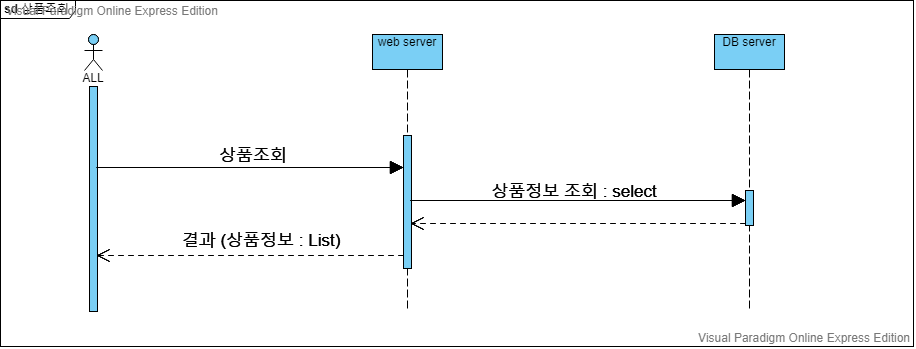 sd 상품조회
Visual Paradigm Online Express Edition
ALL
web server
DB server
상품조회
상품정보 조회 : select
결과 (상품정보 : List)
Visual Paradigm Online Express Edition